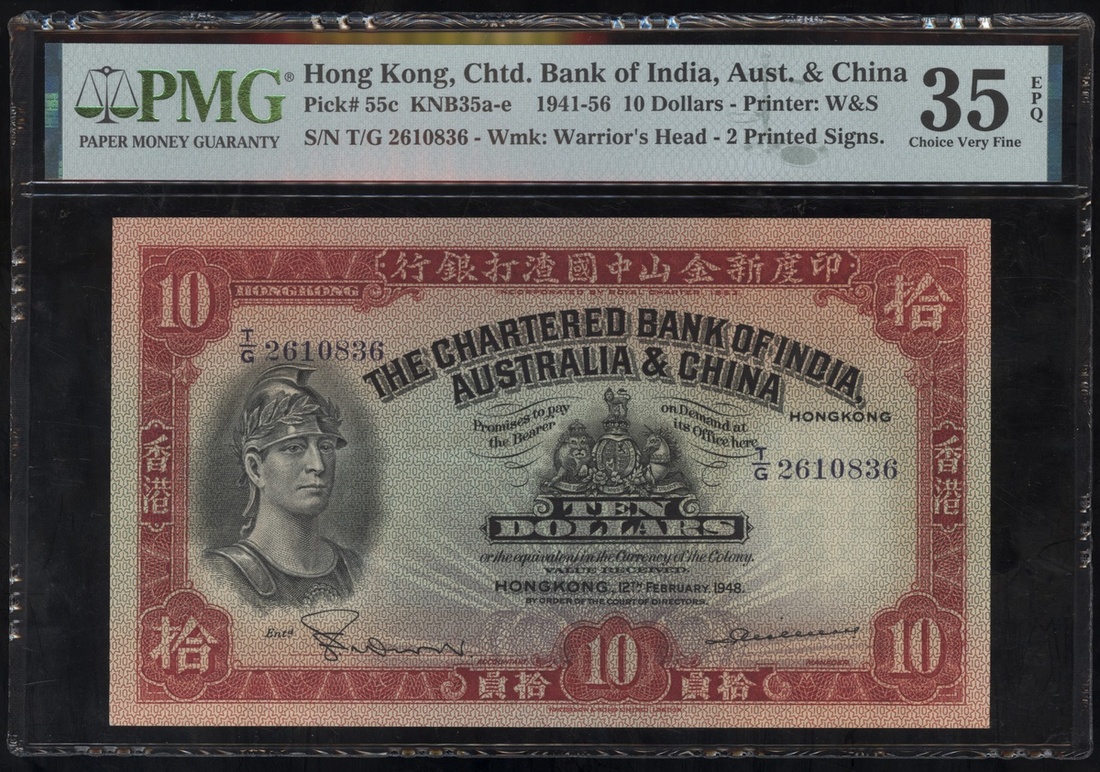 PMG®
PAPER MONEY GUARANTY
Hong Kong, Chtd. Bank of India, Aust. & China
Pick# 55c KNB35a-e 1941-56 10 Dollars - Printer: W&S
S/N T/G 2610836 - Wmk: Warrior's Head - 2 Printed Signs.
35
EPQ
Choice Very Fine
行銀打渣國中山金新度印
10
HONGKONG
拾
T/G 2610836
THE CHARTERED BANK OF INDIA,
AUSTRALIA & CHINA
HONGKONG
Promises to pay
the Bearer
on Demand at
its Office here
T/G 2610836
香港
香港
TEN
DOLLARS
or the equivalent in the Currency of the Colony.
VALUE RECEIVED
HONGKONG, 12TH FEBRUARY, 1948.
BY ORDER OF THE COURT OF DIRECTORS.
Entd
拾
ACCOUNTANT
MANAGER
10
10
員拾
員拾